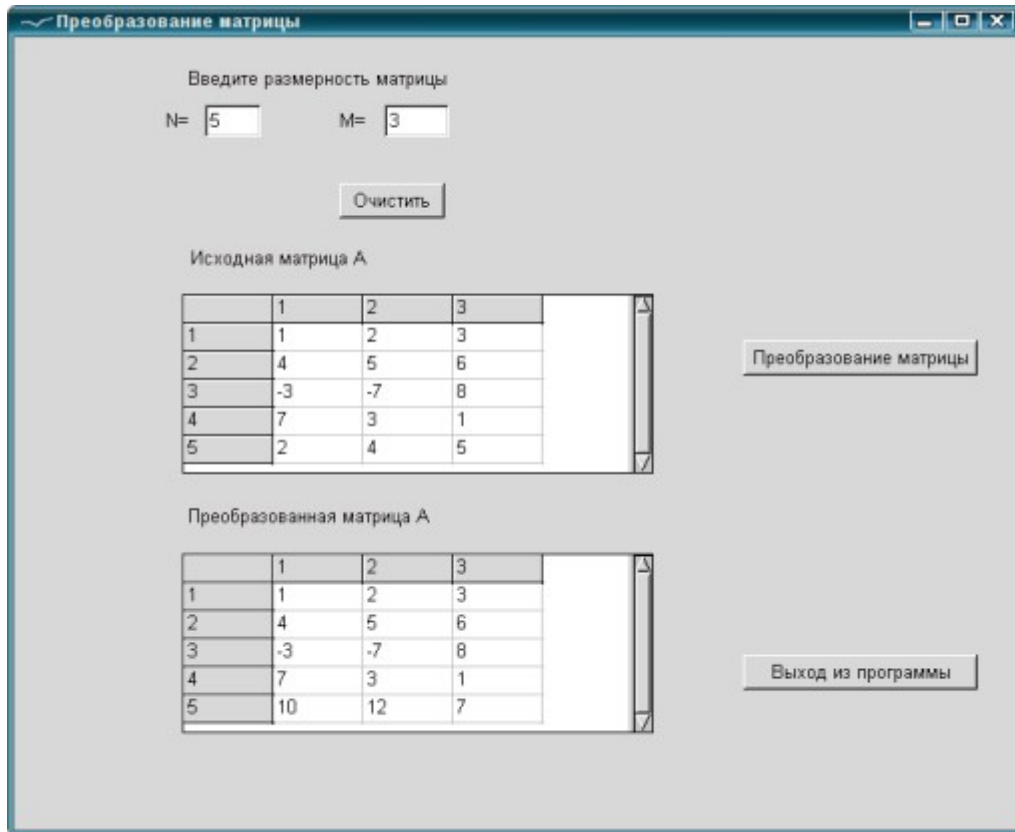 Преобразование матрицы
Введите размерность матрицы
N= 5 M= 3
Очистить
Исходная матрица А
1 2 3
1 1 2 3
2 4 5 6
3 -3 -7 8
4 7 3 1
5 2 4 5
Преобразование матрицы
Преобразованная матрица А
1 2 3
1 1 2 3
2 4 5 6
3 -3 -7 8
4 7 3 1
5 10 12 7
Выход из программы